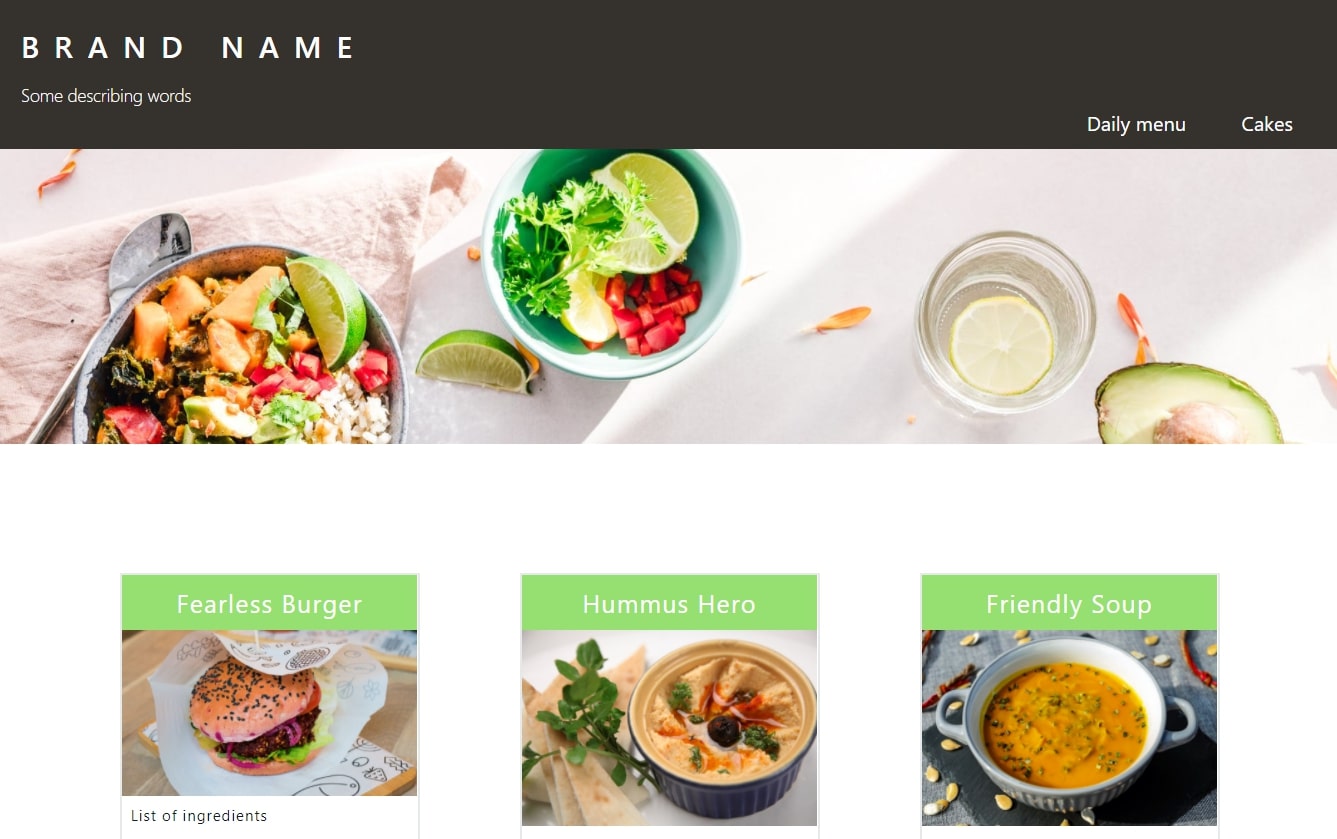 BRAND NAME
Some describing words
Daily menu Cakes
Fearless Burger
Hummus Hero
Friendly Soup
List of ingredients